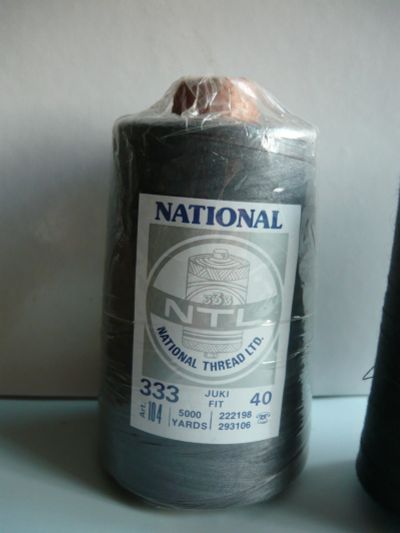 NATIONAL
333
NTL
NATIONAL THREAD LTD.
333 JUKI FIT 40
Art. 104 5000 YARDS 222198 293106